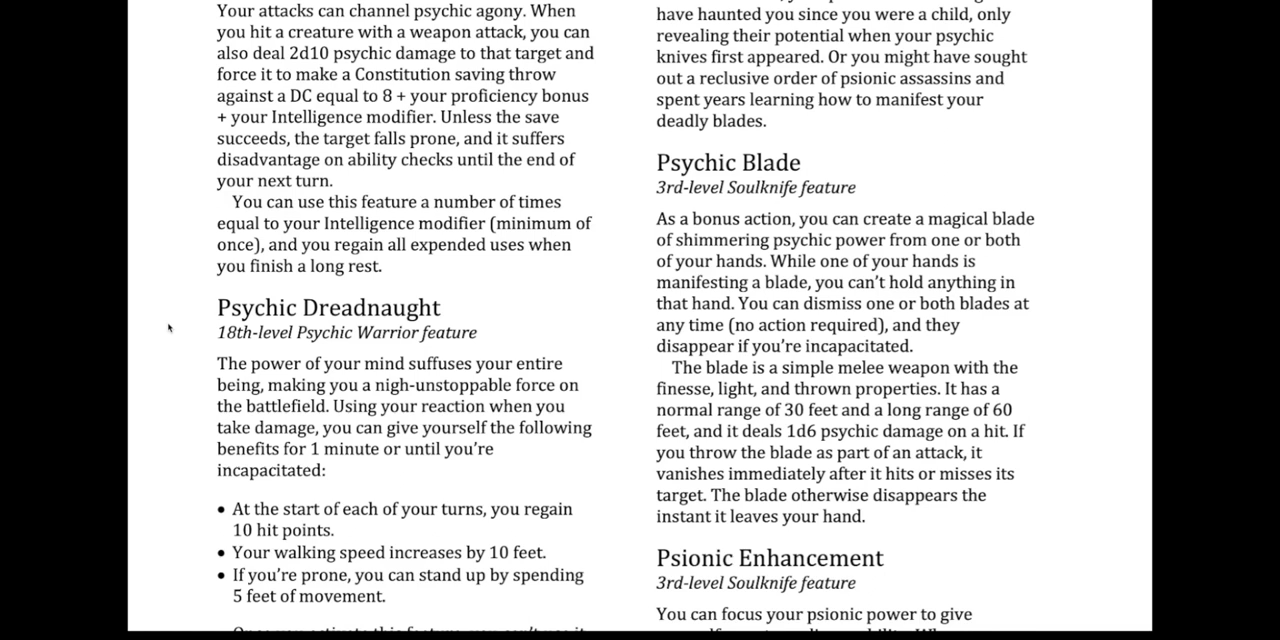 Your attacks can channel psychic agony. When
you hit a creature with a weapon attack, you can
also deal 2d10 psychic damage to that target and
force it to make a Constitution saving throw
against a DC equal to 8 + your proficiency bonus
+ your Intelligence modifier. Unless the save
succeeds, the target falls prone, and it suffers
disadvantage on ability checks until the end of
your next turn.
You can use this feature a number of times
equal to your Intelligence modifier (minimum of
once), and you regain all expended uses when
you finish a long rest.
Psychic Dreadnaught
18th-level Psychic Warrior feature
The power of your mind suffuses your entire
being, making you a nigh-unstoppable force on
the battlefield. Using your reaction when you
take damage, you can give yourself the following
benefits for 1 minute or until you’re
incapacitated:
• At the start of each of your turns, you regain
10 hit points.
• Your walking speed increases by 10 feet.
• If you’re prone, you can stand up by spending
5 feet of movement.
have haunted you since you were a child, only
revealing their potential when your psychic
knives first appeared. Or you might have sought
out a reclusive order of psionic assassins and
spent years learning how to manifest your
deadly blades.
Psychic Blade
3rd-level Soulknife feature
As a bonus action, you can create a magical blade
of shimmering psychic power from one or both
of your hands. While one of your hands is
manifesting a blade, you can’t hold anything in
that hand. You can dismiss one or both blades at
any time (no action required), and they
disappear if you’re incapacitated.
The blade is a simple melee weapon with the
finesse, light, and thrown properties. It has a
normal range of 30 feet and a long range of 60
feet, and it deals 1d6 psychic damage on a hit. If
you throw the blade as part of an attack, it
vanishes immediately after it hits or misses its
target. The blade otherwise disappears the
instant it leaves your hand.
Psionic Enhancement
3rd-level Soulknife feature
You can focus your psionic power to give